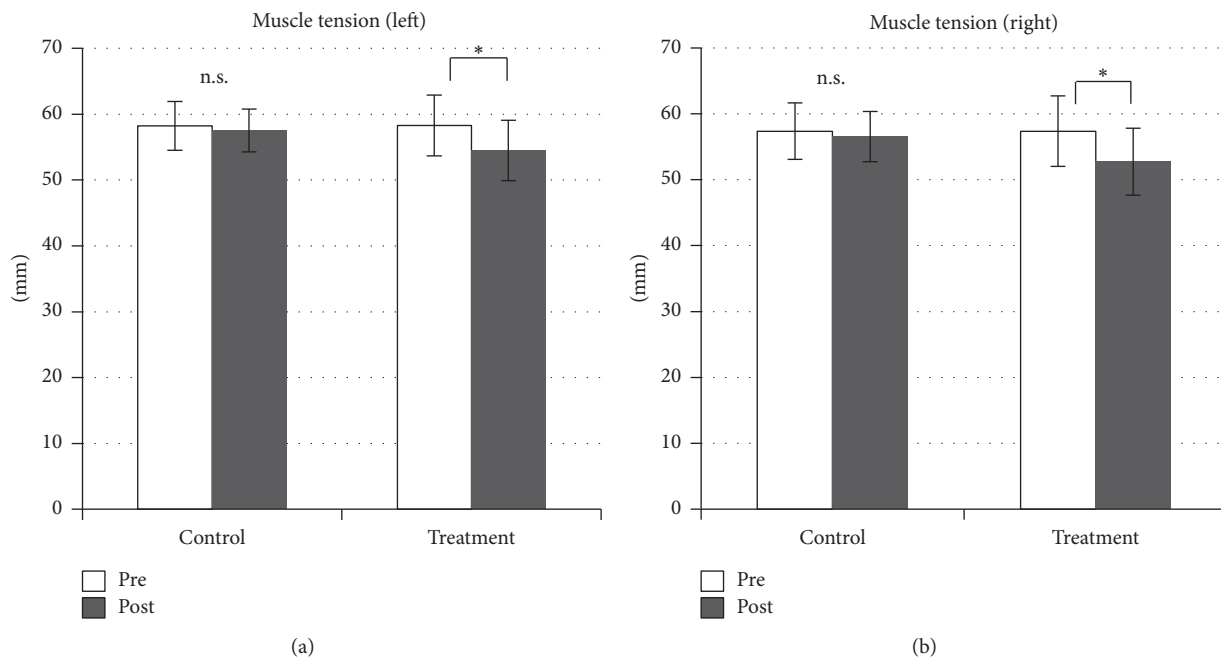 Muscle tension (left)
70
60
50
40
30
20
10
0
(mm)
n.s.
*
Control
Treatment
Pre
Post
(a)
Muscle tension (right)
70
60
50
40
30
20
10
0
(mm)
n.s.
*
Control
Treatment
Pre
Post
(b)